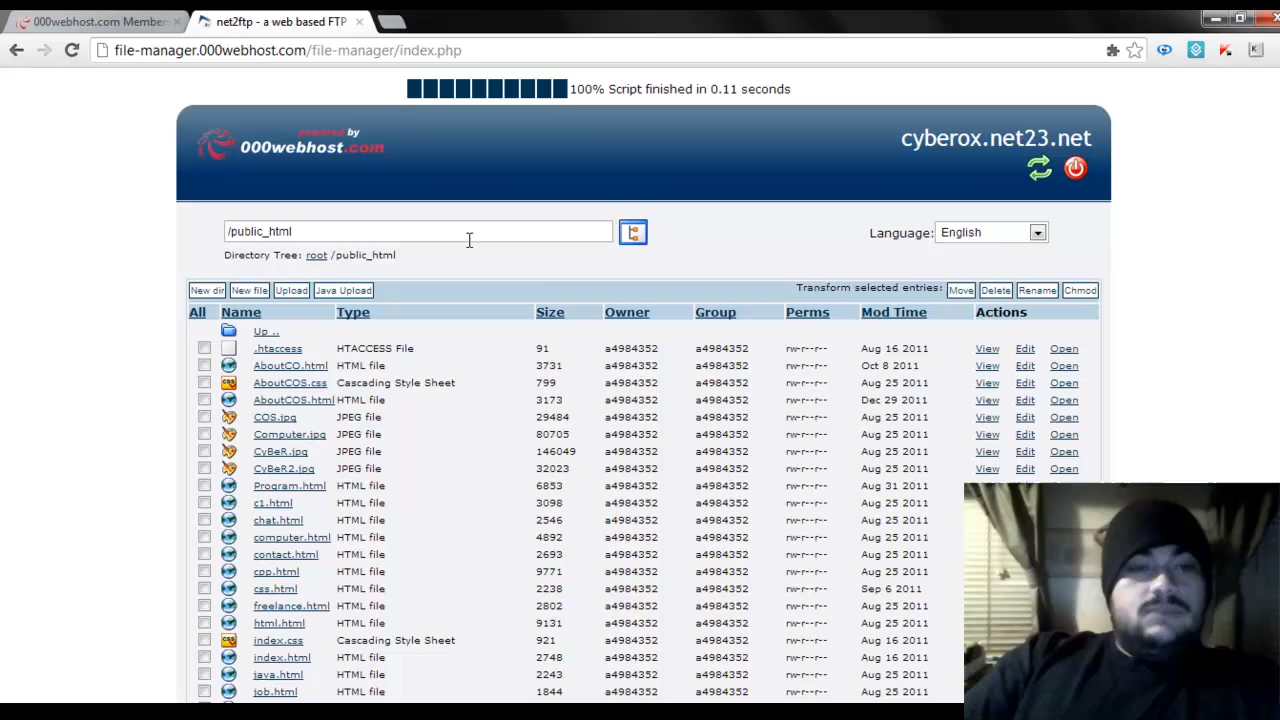 000webhost.com Member
net2ftp - a web based FTP
file-manager.000webhost.com/file-manager/index.php
100% Script finished in 0.11 seconds
powered by
000webhost.com
cyberox.net23.net
/public_html
Language: English
Directory Tree: root /public_html
New dir New file Upload Java Upload Transform selected entries: Move Delete Rename Chmod
All Name Type Size Owner Group Perms Mod Time Actions
Up ..
.htaccess HTACCESS File 91 a4984352 a4984352 rw-r--r-- Aug 16 2011 View Edit Open
AboutCO.html HTML file 3731 a4984352 a4984352 rw-r--r-- Oct 8 2011 View Edit Open
AboutCOS.css Cascading Style Sheet 799 a4984352 a4984352 rw-r--r-- Aug 25 2011 View Edit Open
AboutCOS.html HTML file 3173 a4984352 a4984352 rw-r--r-- Dec 29 2011 View Edit Open
COS.jpg JPEG file 29484 a4984352 a4984352 rw-r--r-- Aug 25 2011 View Edit Open
Computer.jpg JPEG file 80705 a4984352 a4984352 rw-r--r-- Aug 25 2011 View Edit Open
CyBeR.jpg JPEG file 146049 a4984352 a4984352 rw-r--r-- Aug 25 2011 View Edit Open
CyBeR2.jpg JPEG file 32023 a4984352 a4984352 rw-r--r-- Aug 25 2011 View Edit Open
Program.html HTML file 6853 a4984352 a4984352 rw-r--r-- Aug 31 2011
c1.html HTML file 3098 a4984352 a4984352 rw-r--r-- Aug 25 2011
chat.html HTML file 2546 a4984352 a4984352 rw-r--r-- Aug 25 2011
computer.html HTML file 4892 a4984352 a4984352 rw-r--r-- Aug 25 2011
contact.html HTML file 2693 a4984352 a4984352 rw-r--r-- Aug 25 2011
cpp.html HTML file 9771 a4984352 a4984352 rw-r--r-- Aug 25 2011
css.html HTML file 2238 a4984352 a4984352 rw-r--r-- Sep 6 2011
freelance.html HTML file 2802 a4984352 a4984352 rw-r--r-- Aug 25 2011
html.html HTML file 9131 a4984352 a4984352 rw-r--r-- Aug 25 2011
index.css Cascading Style Sheet 921 a4984352 a4984352 rw-r--r-- Aug 16 2011
index.html HTML file 2748 a4984352 a4984352 rw-r--r-- Aug 16 2011
java.html HTML file 2243 a4984352 a4984352 rw-r--r-- Aug 25 2011
job.html HTML file 1844 a4984352 a4984352 rw-r--r-- Aug 25 2011